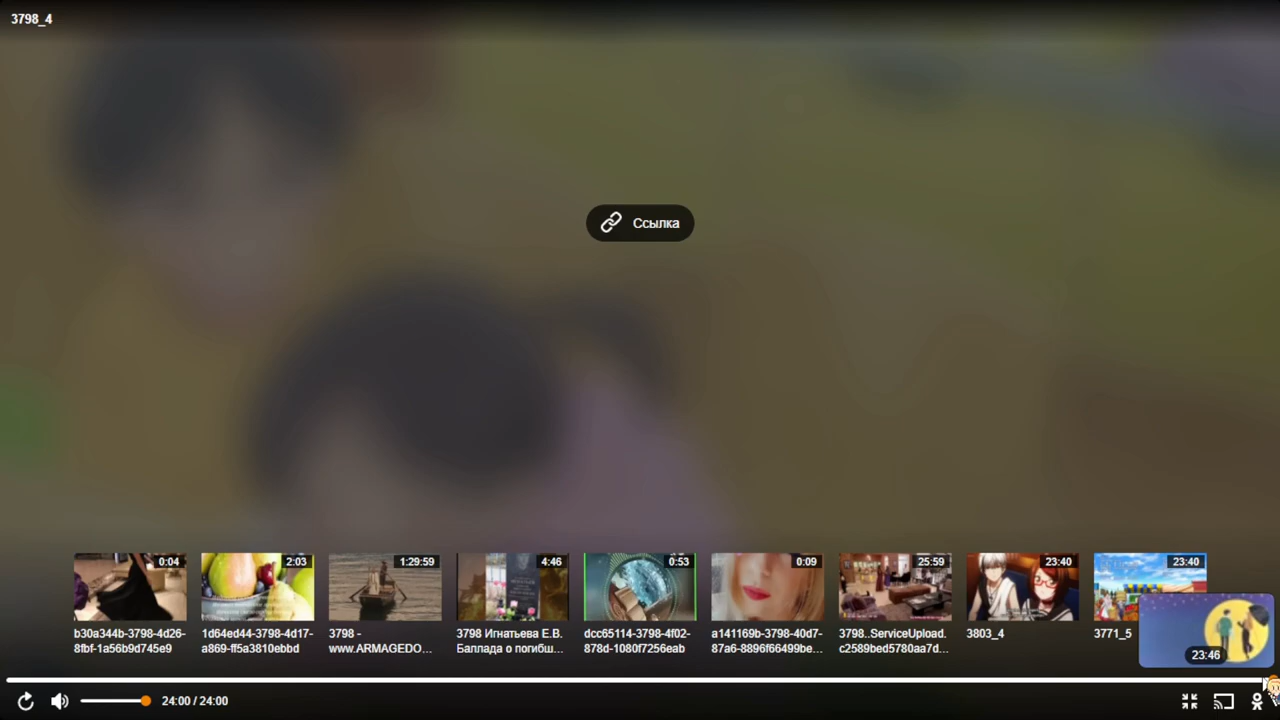 3798_4
Ссылка
0:04
2:03
1:29:59
4:46
0:53
0:09
25:59
23:40
23:40
b30a344b-3798-4d26-
8fbf-1a56b9d745e9
1d64ed44-3798-4d17-
a869-ff5a3810ebbd
3798 -
www.ARMAGEDO...
3798 Игнатьева Е.В.
Баллада о погибш...
dcc65114-3798-4f02-
878d-1080f7256eab
a141169b-3798-40d7-
87a6-8896f66499be...
3798..ServiceUpload.
c2589bed5780aa7d...
3803_4
3771_5
23:46
24:00 / 24:00